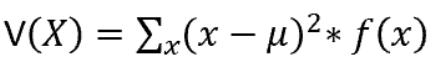 V(X) = ∑ₓ(x − μ)²* f(x)